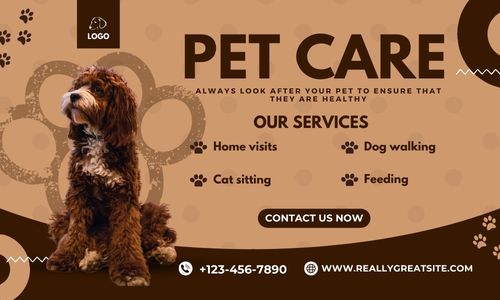 LOGO
PET CARE
ALWAYS LOOK AFTER YOUR PET TO ENSURE THAT
THEY ARE HEALTHY
OUR SERVICES
Home visits
Dog walking
Cat sitting
Feeding
CONTACT US NOW
+123-456-7890
WWW.REALLYGREATSITE.COM